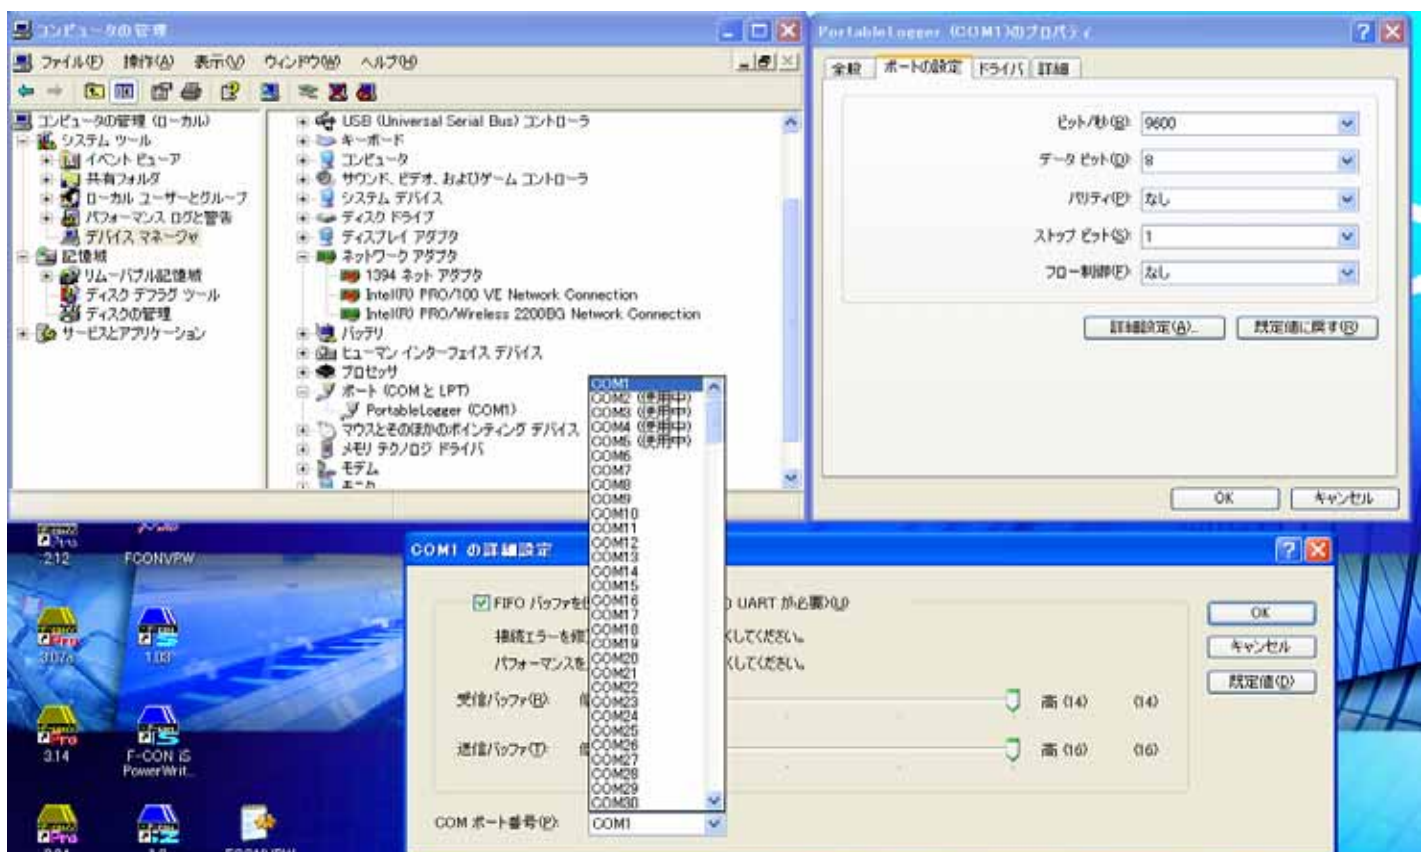 コンピュータの管理
ファイル(F) 操作(A) 表示(V) ウィンドウ(W) ヘルプ(H)
コンピュータの管理 (ローカル)
システム ツール
イベント ビューア
共有フォルダ
ローカル ユーザーとグループ
パフォーマンス ログと警告
デバイス マネージャ
記憶域
リムーバブル記憶域
ディスク デフラグ ツール
ディスクの管理
サービスとアプリケーション
USB (Universal Serial Bus) コントローラ
キーボード
コンピュータ
サウンド、ビデオ、およびゲーム コントローラ
システム デバイス
ディスク ドライブ
ディスプレイ アダプタ
ネットワーク アダプタ
1394 ネット アダプタ
Intel(R) PRO/100 VE Network Connection
Intel(R) PRO/Wireless 2200BG Network Connection
バッテリ
ヒューマン インターフェイス デバイス
プロセッサ
ポート (COM と LPT)
PortableLogger (COM1)
マウスとそのほかのポインティング デバイス
メモリ テクノロジ ドライバ
モデム
モニタ
PortableLogger (COM1)のプロパティ
全般 ポートの設定 ドライバ 詳細
ビット/秒(B): 9600
データ ビット(D): 8
パリティ(P): なし
ストップ ビット(S): 1
フロー制御(F): なし
詳細設定(A)... 既定値に戻す(R)
OK キャンセル
2.12
FCONVPW
3.07a
1.03
3.14
F-CON iS
PowerWrit...
COM1 の詳細設定
FIFO バッファを
UART が必要)(U)
接続エラーを修
くしてください。
パフォーマンスを
くしてください。
受信バッファ(R): 高 (14) (14)
送信バッファ(T): 高 (16) (16)
COM ポート番号(P): COM1
OK
キャンセル
既定値(D)
COM1
COM2 (使用中)
COM3 (使用中)
COM4 (使用中)
COM5 (使用中)
COM6
COM7
COM8
COM9
COM10
COM11
COM12
COM13
COM14
COM15
COM16
COM17
COM18
COM19
COM20
COM21
COM22
COM23
COM24
COM25
COM26
COM27
COM28
COM29
COM30